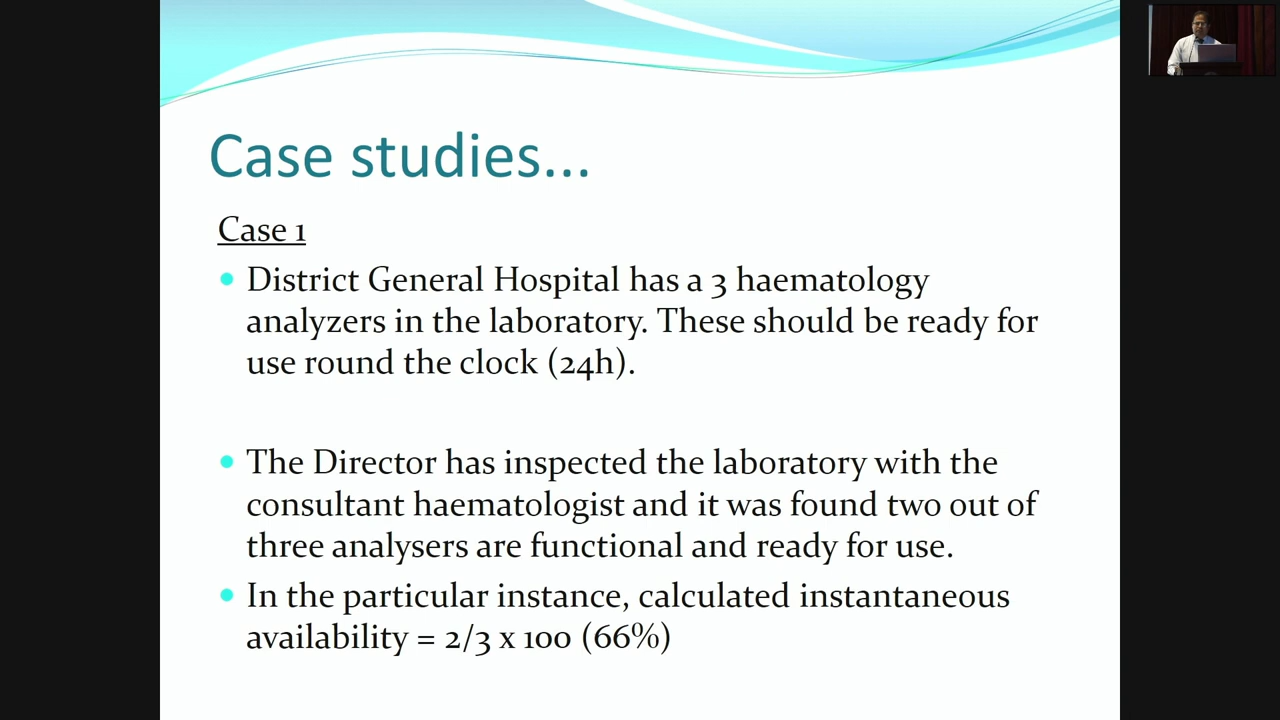 Case studies...
Case 1
District General Hospital has a 3 haematology
analyzers in the laboratory. These should be ready for
use round the clock (24h).
The Director has inspected the laboratory with the
consultant haematologist and it was found two out of
three analysers are functional and ready for use.
In the particular instance, calculated instantaneous
availability = 2/3 x 100 (66%)